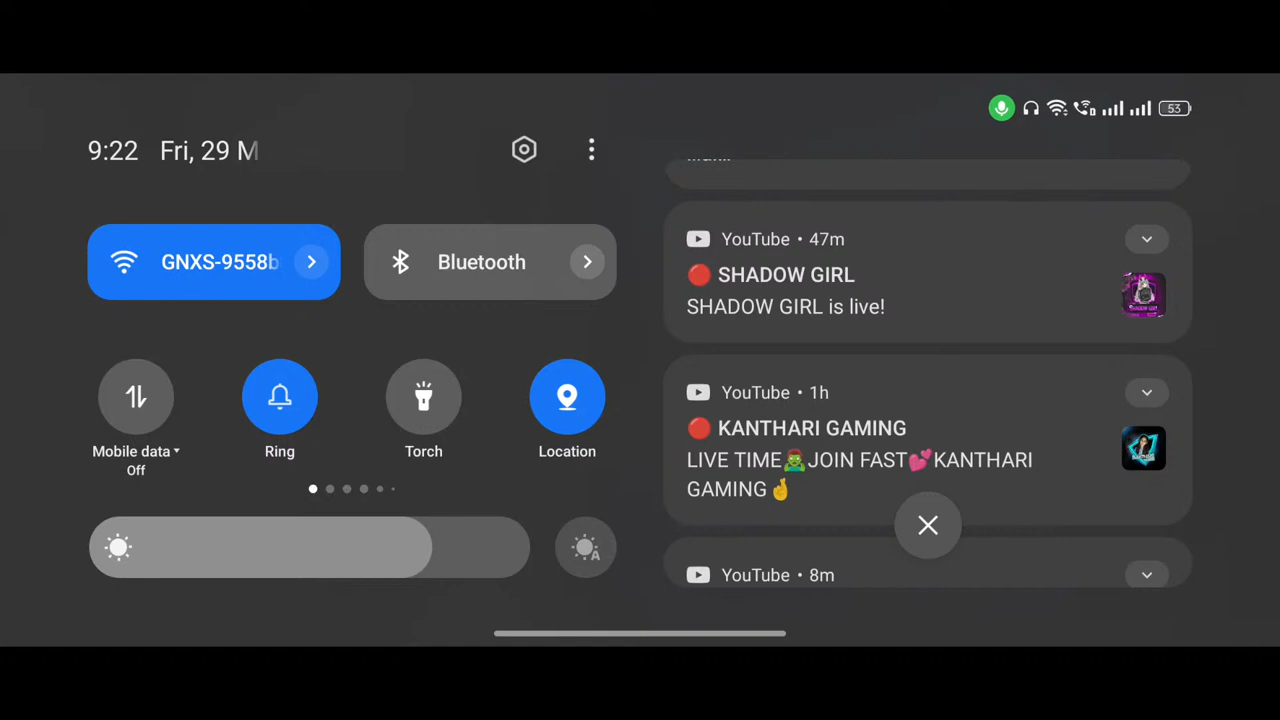 53
9:22 Fri, 29 M
GNXS-9558b
Bluetooth
Mobile data
Off
Ring
Torch
Location
A
YouTube • 47m
🔴 SHADOW GIRL
SHADOW GIRL is live!
YouTube • 1h
🔴 KANTHARI GAMING
LIVE TIME🧟‍♂️JOIN FAST💕KANTHARI
GAMING🤞
YouTube • 8m